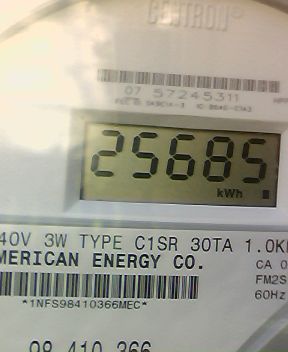 CENTRON®
07 57245311
25685
kWh
40V 3W TYPE C1SR 30TA 1.0K
MERICAN ENERGY CO.
CA 0
FM2S
60Hz
*1NFS98410366MEC*
98 410 366